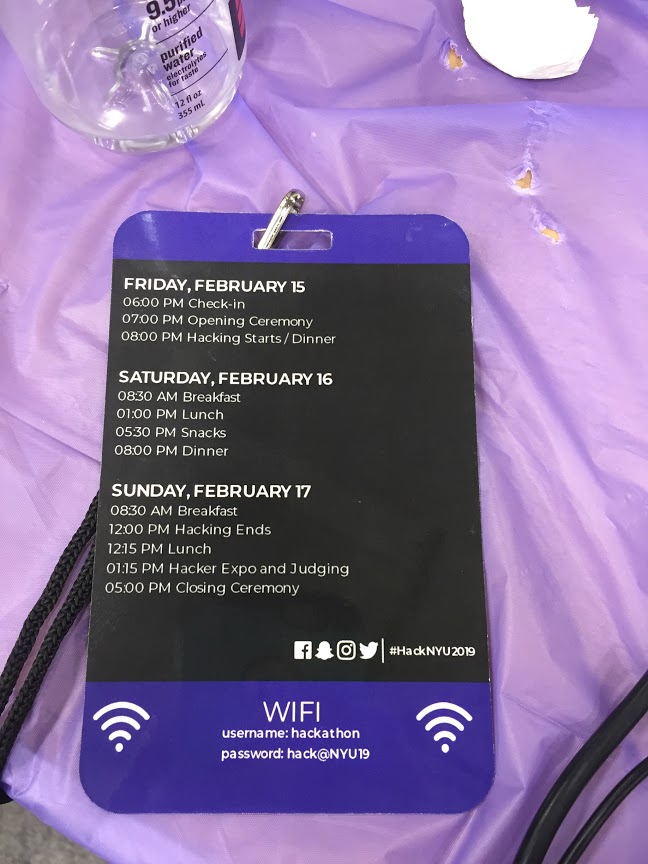 9.5
or higher
purified
water
electrolytes
for taste
12 fl oz
355 mL
FRIDAY, FEBRUARY 15
06:00 PM Check-in
07:00 PM Opening Ceremony
08:00 PM Hacking Starts / Dinner
SATURDAY, FEBRUARY 16
08:30 AM Breakfast
01:00 PM Lunch
05:30 PM Snacks
08:00 PM Dinner
SUNDAY, FEBRUARY 17
08:30 AM Breakfast
12:00 PM Hacking Ends
12:15 PM Lunch
01:15 PM Hacker Expo and Judging
05:00 PM Closing Ceremony
#HackNYU2019
WIFI
username: hackathon
password: hack@NYU19